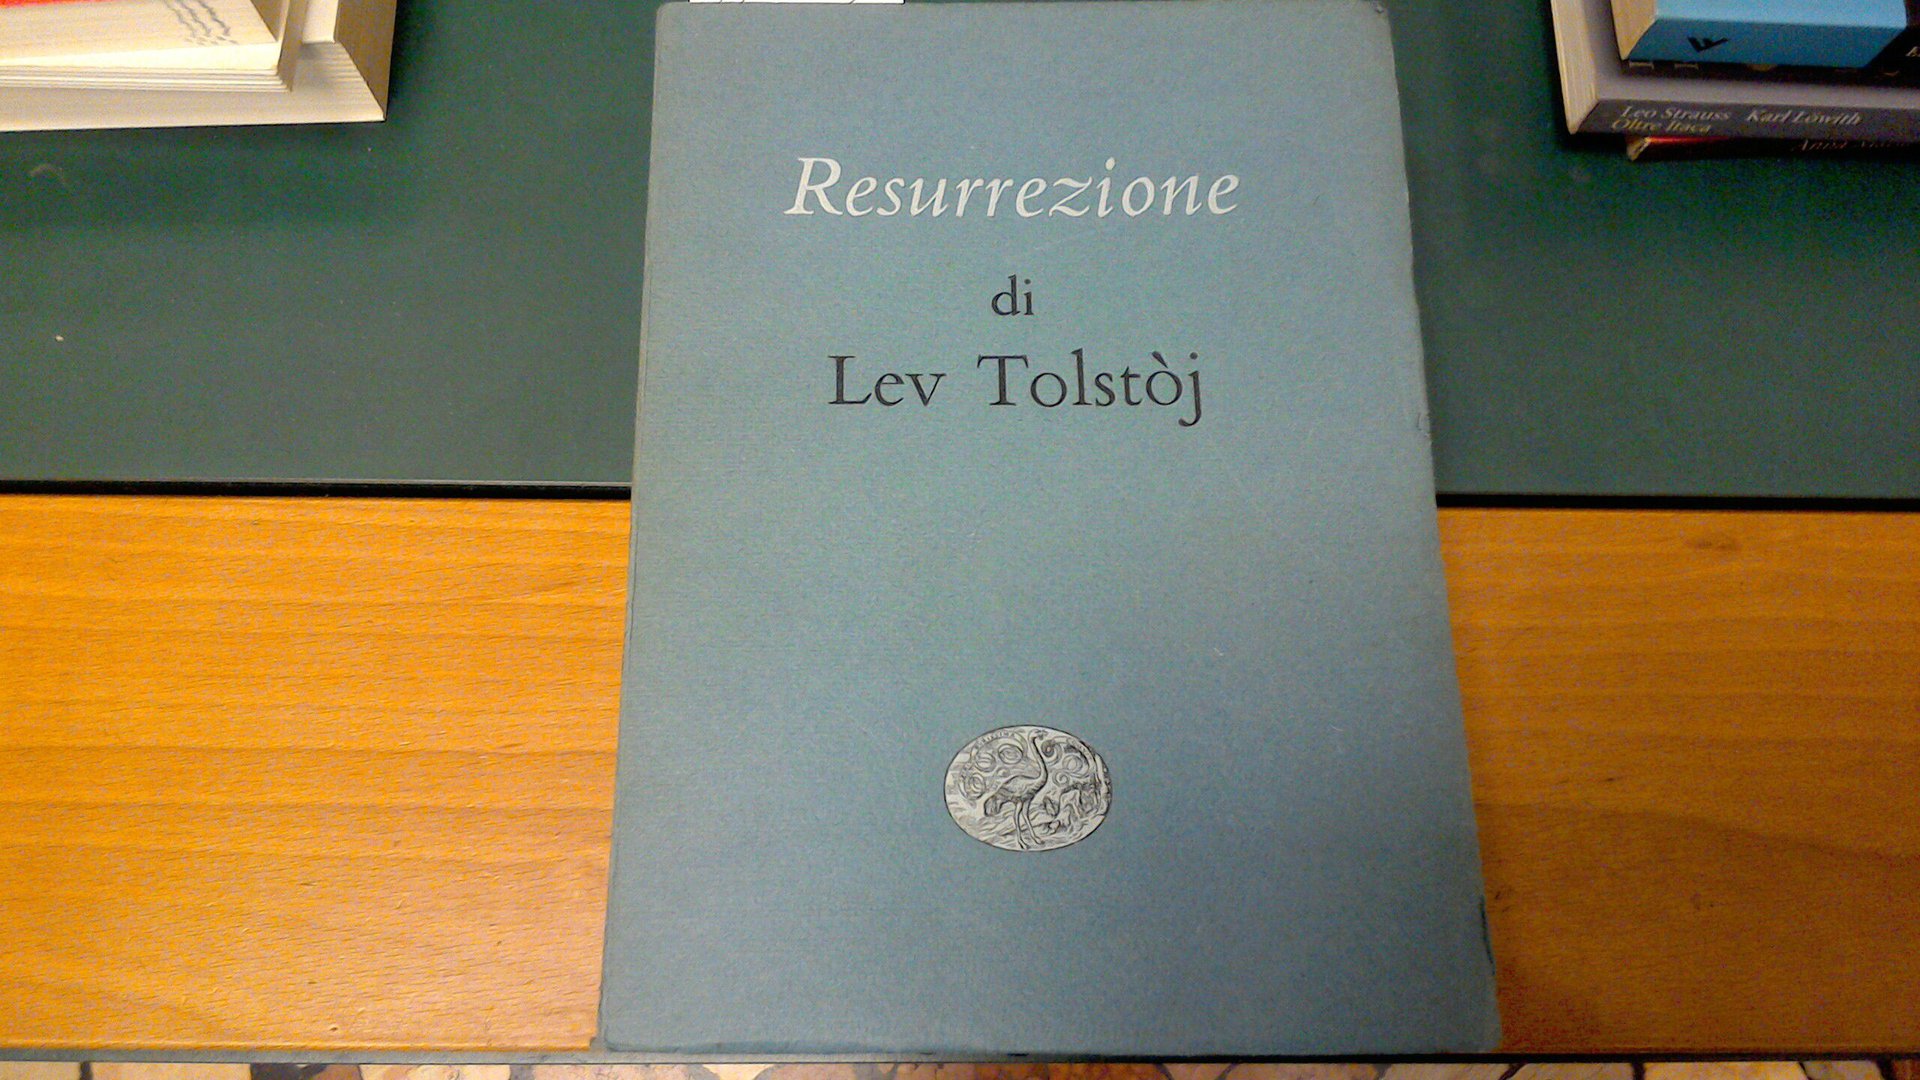 Resurrezione
di
Lev Tolstòj
Leo Strauss Karl Löwith
Oltre Itaca